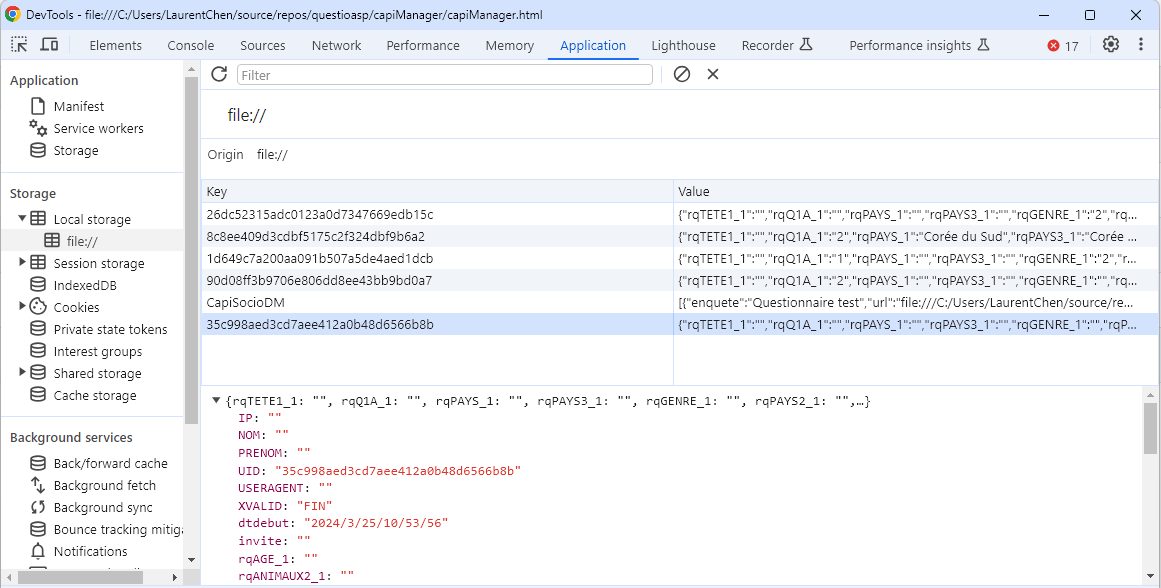 DevTools - file:///C:/Users/LaurentChen/source/repos/questioasp/capiManager/capiManager.html
Elements Console Sources Network Performance Memory Application Lighthouse Recorder Performance insights 17
Application
Manifest
Service workers
Storage
Storage
Local storage
file://
Session storage
IndexedDB
Cookies
Private state tokens
Interest groups
Shared storage
Cache storage
Background services
Back/forward cache
Background fetch
Background sync
Bounce tracking mitiga
Notifications
Filter
file://
Origin file://
Key Value
26dc52315adc0123a0d7347669edb15c {"rqTETE1_1":"","rqQ1A_1":"","rqPAYS_1":"","rqPAYS3_1":"","rqGENRE_1":"2","rq...
8c8ee409d3cdbf5175c2f324dbf9b6a2 {"rqTETE1_1":"","rqQ1A_1":"2","rqPAYS_1":"Corée du Sud","rqPAYS3_1":"Corée ...
1d649c7a200aa091b507a5de4aed1dcb {"rqTETE1_1":"","rqQ1A_1":"1","rqPAYS_1":"","rqPAYS3_1":"","rqGENRE_1":"2","r...
90d08ff3b9706e806dd8ee43bb9bd0a7 {"rqTETE1_1":"","rqQ1A_1":"2","rqPAYS_1":"","rqPAYS3_1":"","rqGENRE_1":"","rq...
CapiSocioDM [{"enquete":"Questionnaire test","url":"file:///C:/Users/LaurentChen/source/re...
35c998aed3cd7aee412a0b48d6566b8b {"rqTETE1_1":"","rqQ1A_1":"","rqPAYS_1":"","rqPAYS3_1":"","rqGENRE_1":"","rqP...
{rqTETE1_1: "", rqQ1A_1: "", rqPAYS_1: "", rqPAYS3_1: "", rqGENRE_1: "", rqPAYS2_1: "",…}
IP: ""
NOM: ""
PRENOM: ""
UID: "35c998aed3cd7aee412a0b48d6566b8b"
USERAGENT: ""
XVALID: "FIN"
dtdebut: "2024/3/25/10/53/56"
invite: ""
rqAGE_1: ""
rqANIMAUX2_1: ""